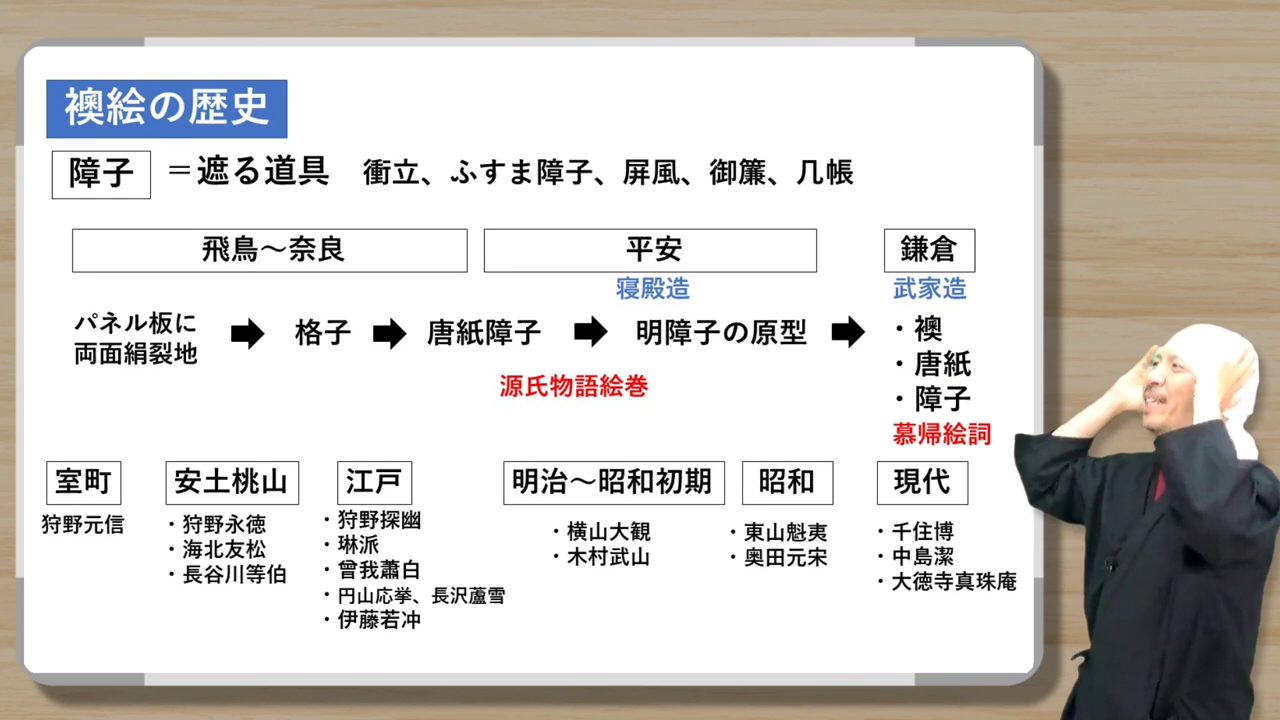 襖絵の歴史
障子 ＝遮る道具 衝立、ふすま障子、屏風、御簾、几帳
飛鳥～奈良 平安 鎌倉
寝殿造 武家造
パネル板に
両面絹裂地
格子
唐紙障子
明障子の原型
・襖
・唐紙
・障子
源氏物語絵巻
慕帰絵詞
室町
狩野元信
安土桃山
・狩野永徳
・海北友松
・長谷川等伯
江戸
・狩野探幽
・琳派
・曾我蕭白
・円山応挙、長沢蘆雪
・伊藤若冲
明治～昭和初期
・横山大観
・木村武山
昭和
・東山魁夷
・奥田元宋
現代
・千住博
・中島潔
・大徳寺真珠庵